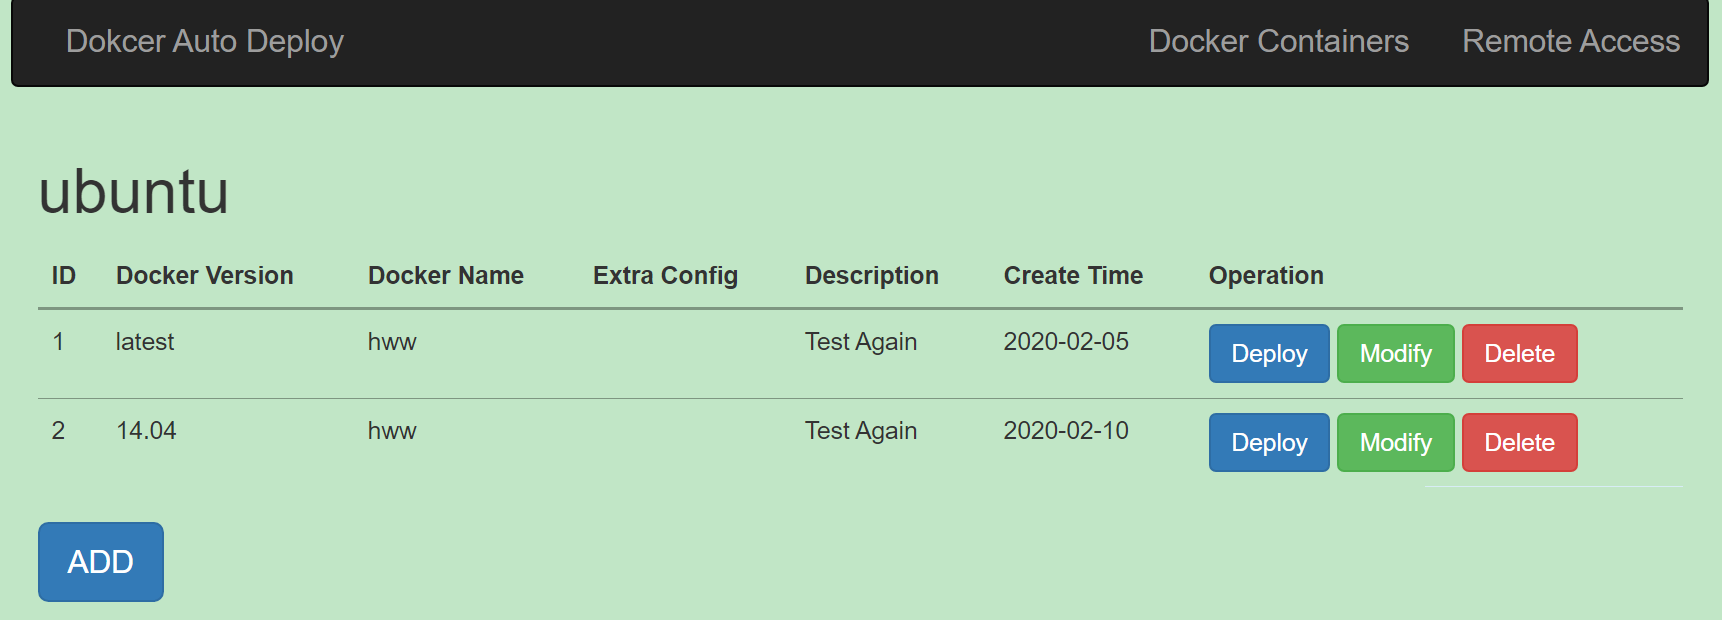 Dokcer Auto Deploy Docker Containers Remote Access
ubuntu
ID Docker Version Docker Name Extra Config Description Create Time Operation
1 latest hww Test Again 2020-02-05 Deploy Modify Delete
2 14.04 hww Test Again 2020-02-10 Deploy Modify Delete
ADD